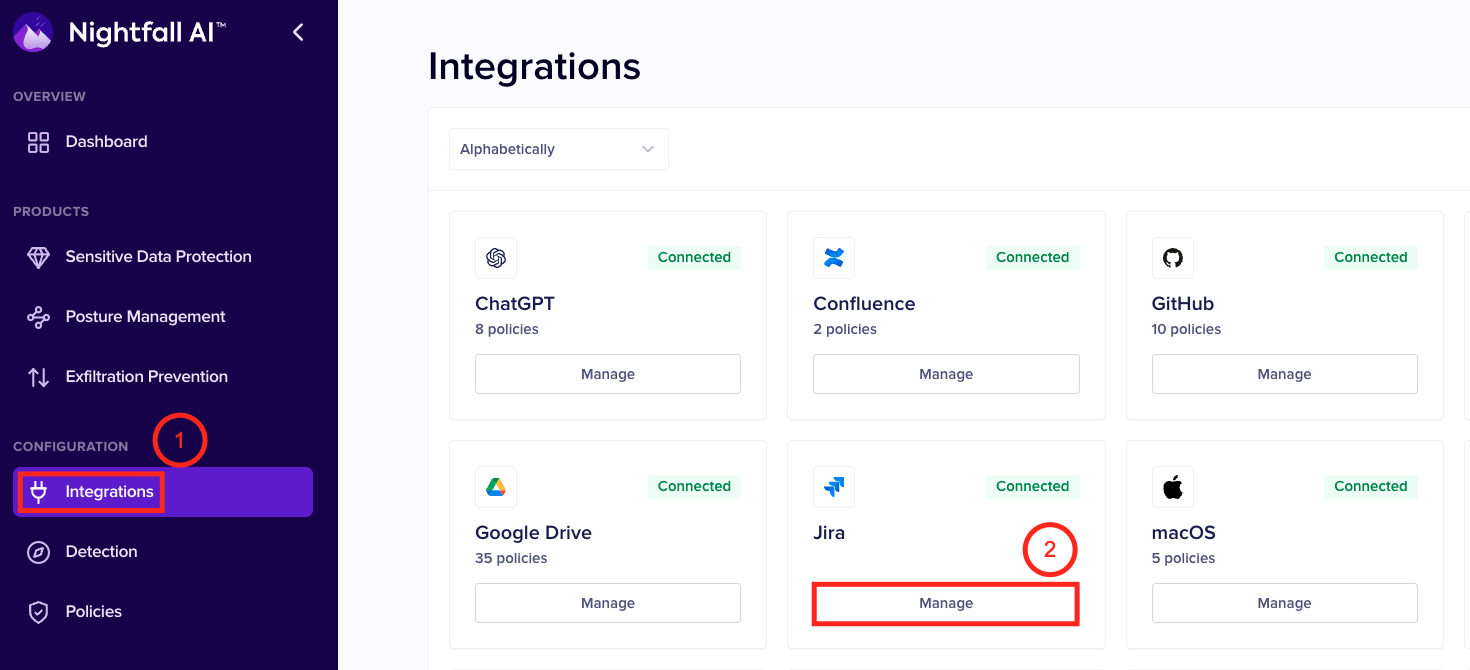 Nightfall AI™
OVERVIEW
Dashboard
PRODUCTS
Sensitive Data Protection
Posture Management
Exfiltration Prevention
CONFIGURATION
1
Integrations
Detection
Policies
Integrations
Alphabetically
Connected
ChatGPT
8 policies
Manage
Connected
Confluence
2 policies
Manage
Connected
GitHub
10 policies
Manage
Connected
Google Drive
35 policies
Manage
Connected
Jira
2
Manage
Connected
macOS
5 policies
Manage